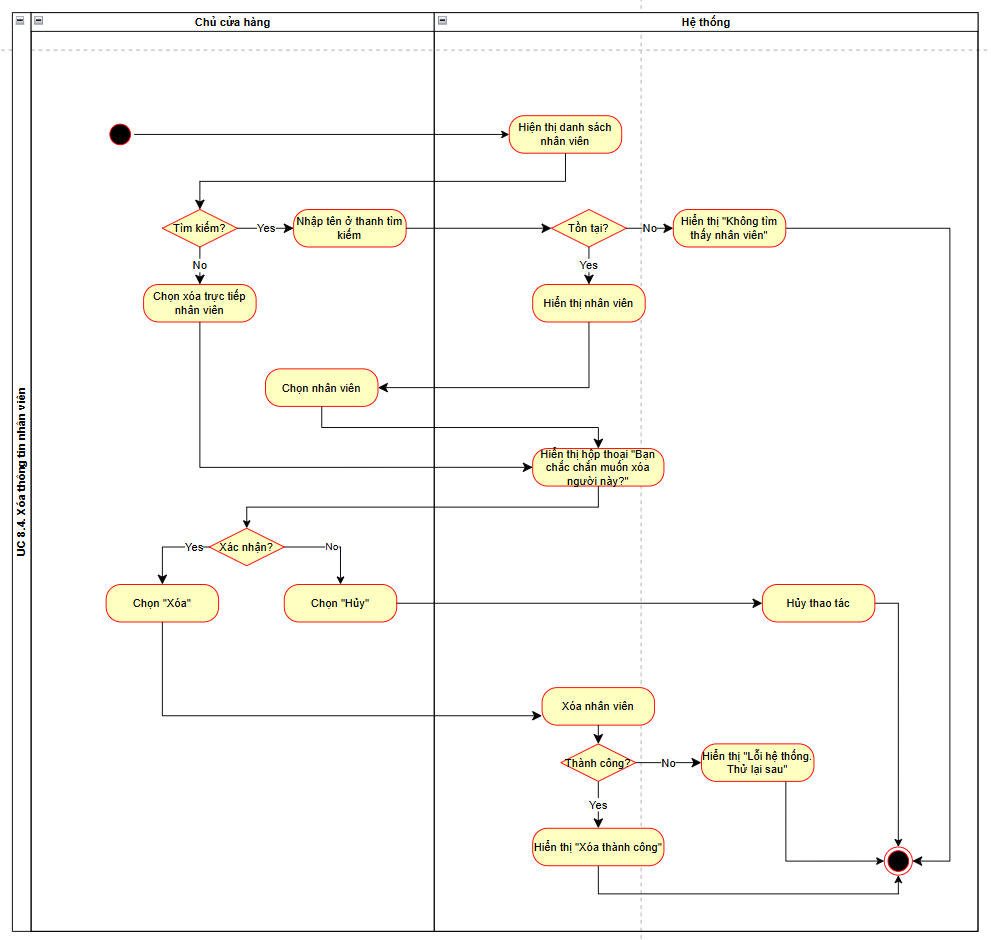 Chủ cửa hàng
Hệ thống
UC 8.4. Xóa thông tin nhân viên
Hiện thị danh sách
nhân viên
Tìm kiếm?
Yes
Nhập tên ở thanh tìm
kiếm
Tồn tại?
No
Hiển thị "Không tìm
thấy nhân viên"
No
Yes
Chọn xóa trực tiếp
nhân viên
Hiển thị nhân viên
Chọn nhân viên
Hiển thị hộp thoại "Bạn
chắc chắn muốn xóa
người này?"
Yes
Xác nhận?
No
Chọn "Xóa"
Chọn "Hủy"
Hủy thao tác
Xóa nhân viên
Thành công?
No
Hiển thị "Lỗi hệ thống.
Thử lại sau"
Yes
Hiển thị "Xóa thành công"